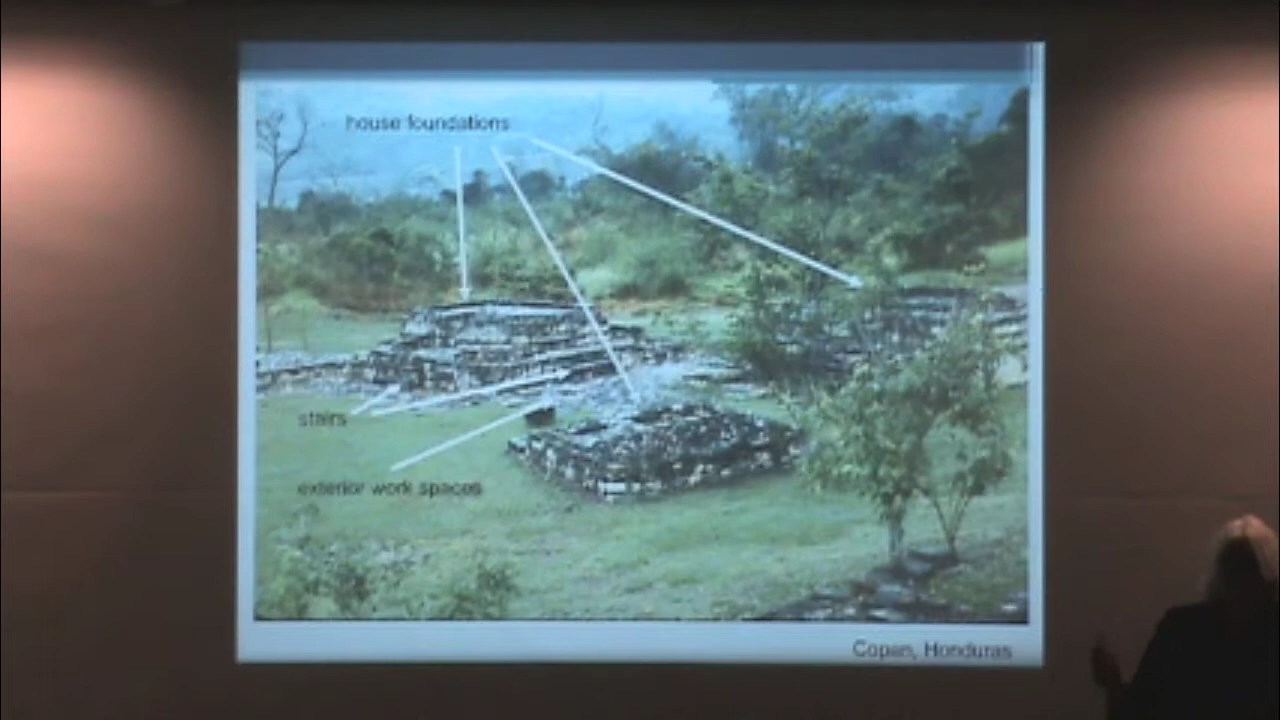 house foundations
stairs
exterior work spaces
Copan, Honduras